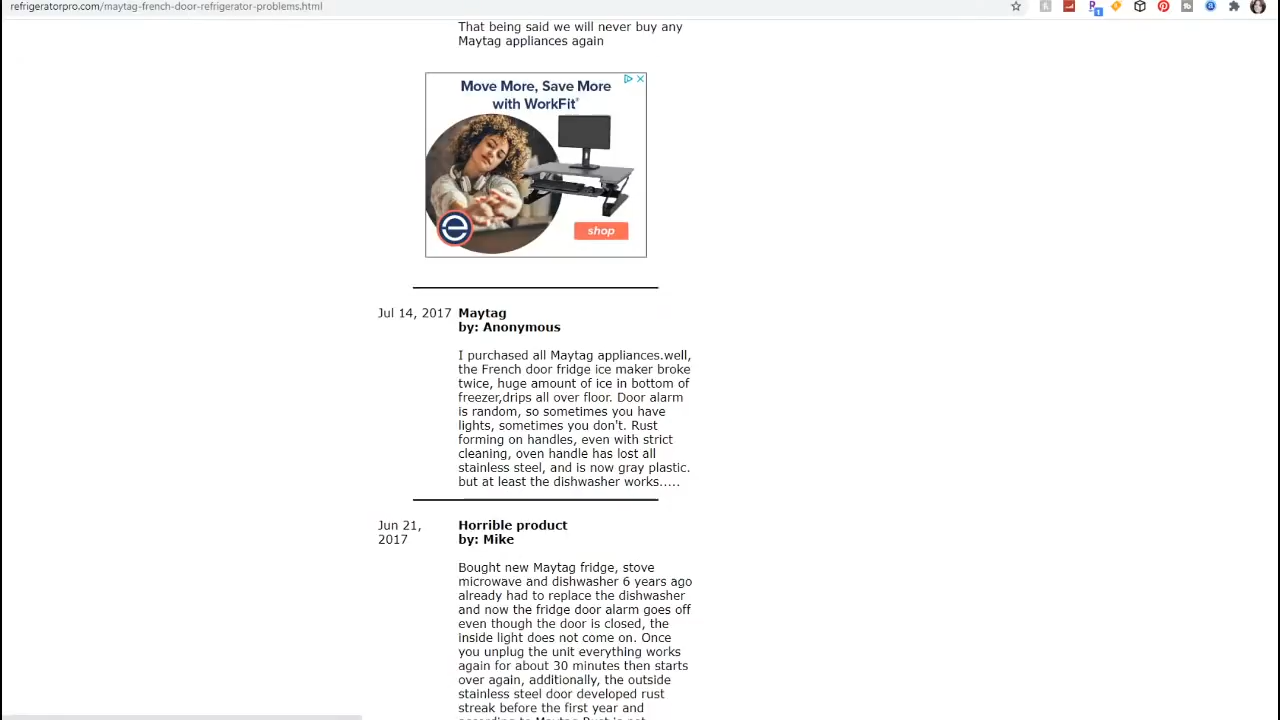 refrigeratorpro.com/maytag-french-door-refrigerator-problems.html
That being said we will never buy any
Maytag appliances again
Move More, Save More
with WorkFit®
shop
Jul 14, 2017 Maytag
by: Anonymous
I purchased all Maytag appliances.well,
the French door fridge ice maker broke
twice, huge amount of ice in bottom of
freezer,drips all over floor. Door alarm
is random, so sometimes you have
lights, sometimes you don't. Rust
forming on handles, even with strict
cleaning, oven handle has lost all
stainless steel, and is now gray plastic.
but at least the dishwasher works.....
Jun 21,
2017
Horrible product
by: Mike
Bought new Maytag fridge, stove
microwave and dishwasher 6 years ago
already had to replace the dishwasher
and now the fridge door alarm goes off
even though the door is closed, the
inside light does not come on. Once
you unplug the unit everything works
again for about 30 minutes then starts
over again, additionally, the outside
stainless steel door developed rust
streak before the first year and